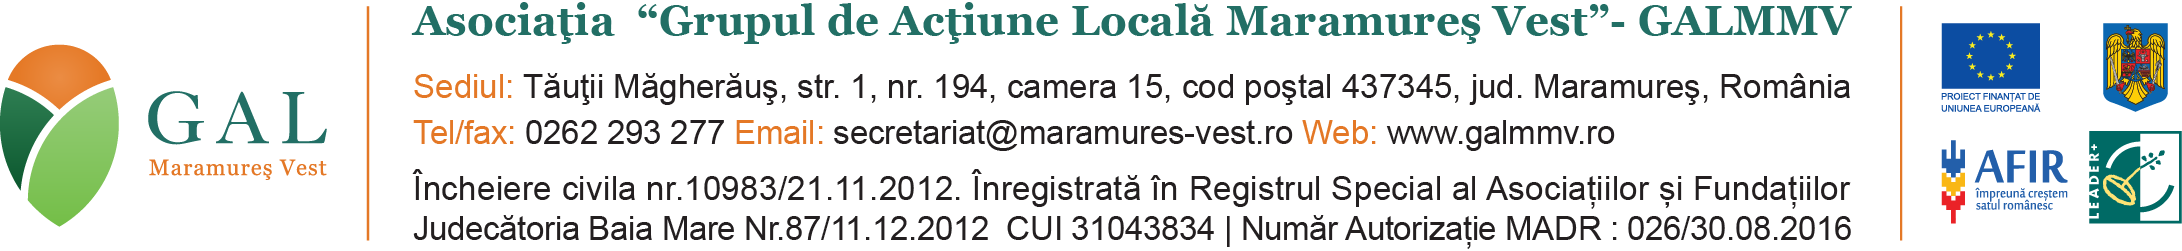 GAL
Maramureş Vest
Asociaţia “Grupul de Acţiune Locală Maramureş Vest”- GALMMV
Sediul: Tăuţii Măgherăuş, str. 1, nr. 194, camera 15, cod poştal 437345, jud. Maramureş, România
Tel/fax: 0262 293 277 Email: secretariat@maramures-vest.ro Web: www.galmmv.ro
Încheiere civila nr.10983/21.11.2012. Înregistrată în Registrul Special al Asociațiilor și Fundațiilor
Judecătoria Baia Mare Nr.87/11.12.2012 CUI 31043834 | Număr Autorizație MADR : 026/30.08.2016
PROIECT FINANȚAT DE
UNIUNEA EUROPEANĂ
AFIR
împreună creștem
satul românesc
LEADER+